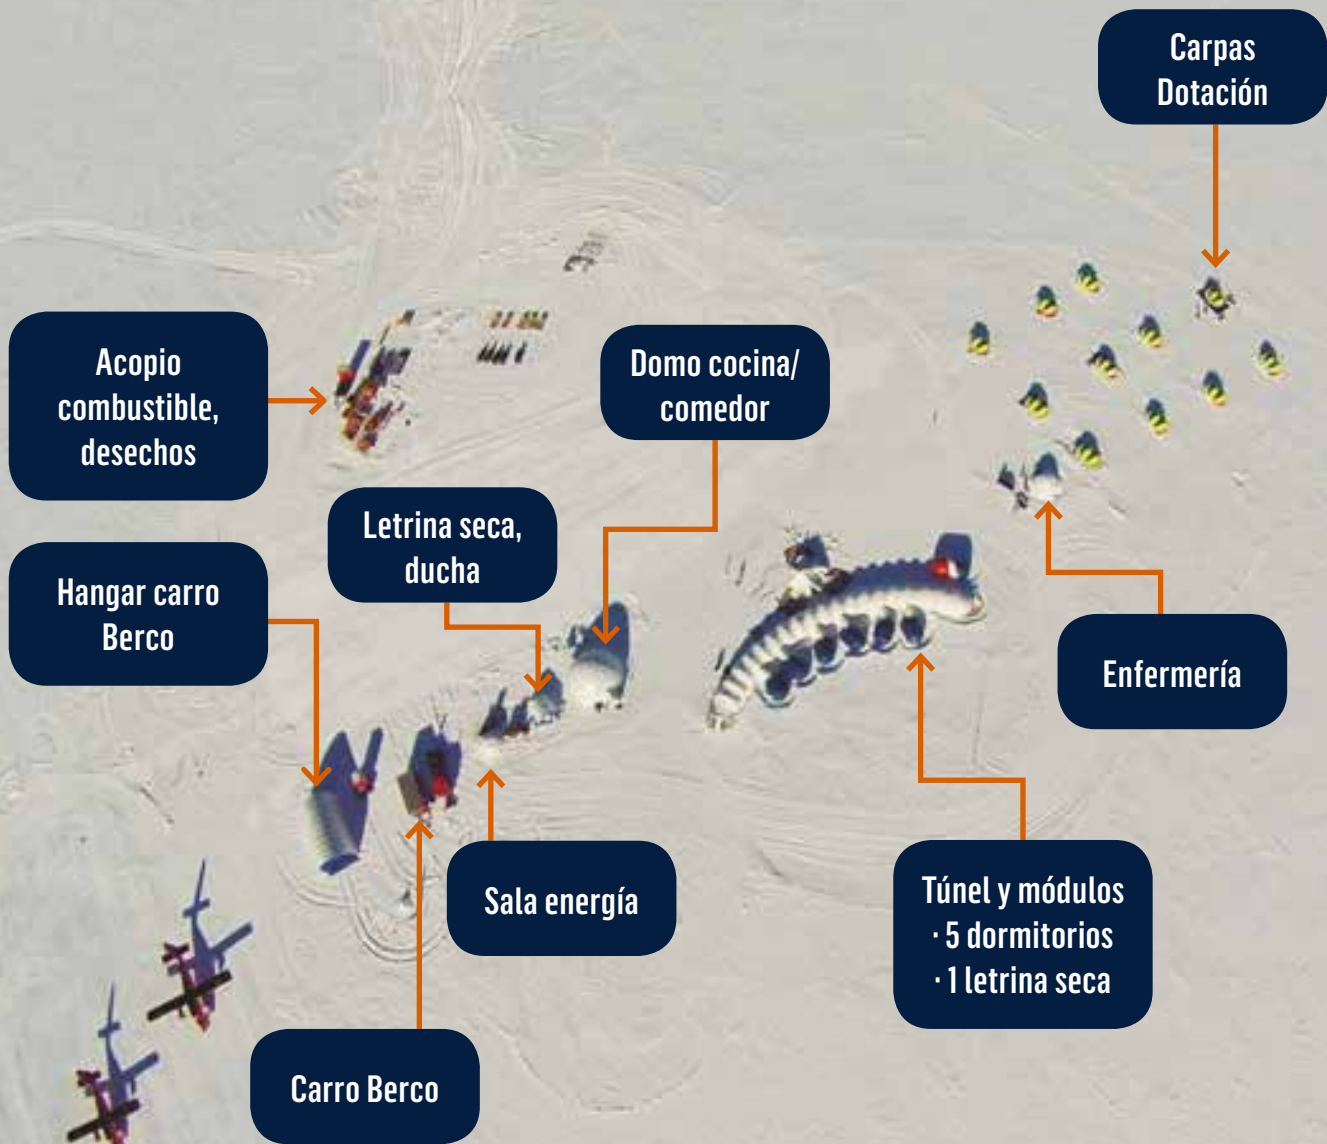 Carpas
Dotación
Acopio
combustible,
desechos
Domo cocina/
comedor
Letrina seca,
ducha
Hangar carro
Berco
Enfermería
Sala energía
Túnel y módulos
· 5 dormitorios
· 1 letrina seca
Carro Berco